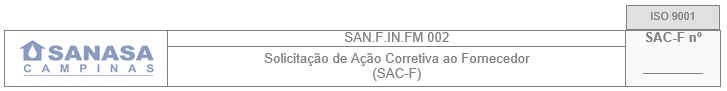 ISO 9001
SANASA
CAMPINAS
SAN.F.IN.FM 002
Solicitação de Ação Corretiva ao Fornecedor
(SAC-F)
SAC-F nº